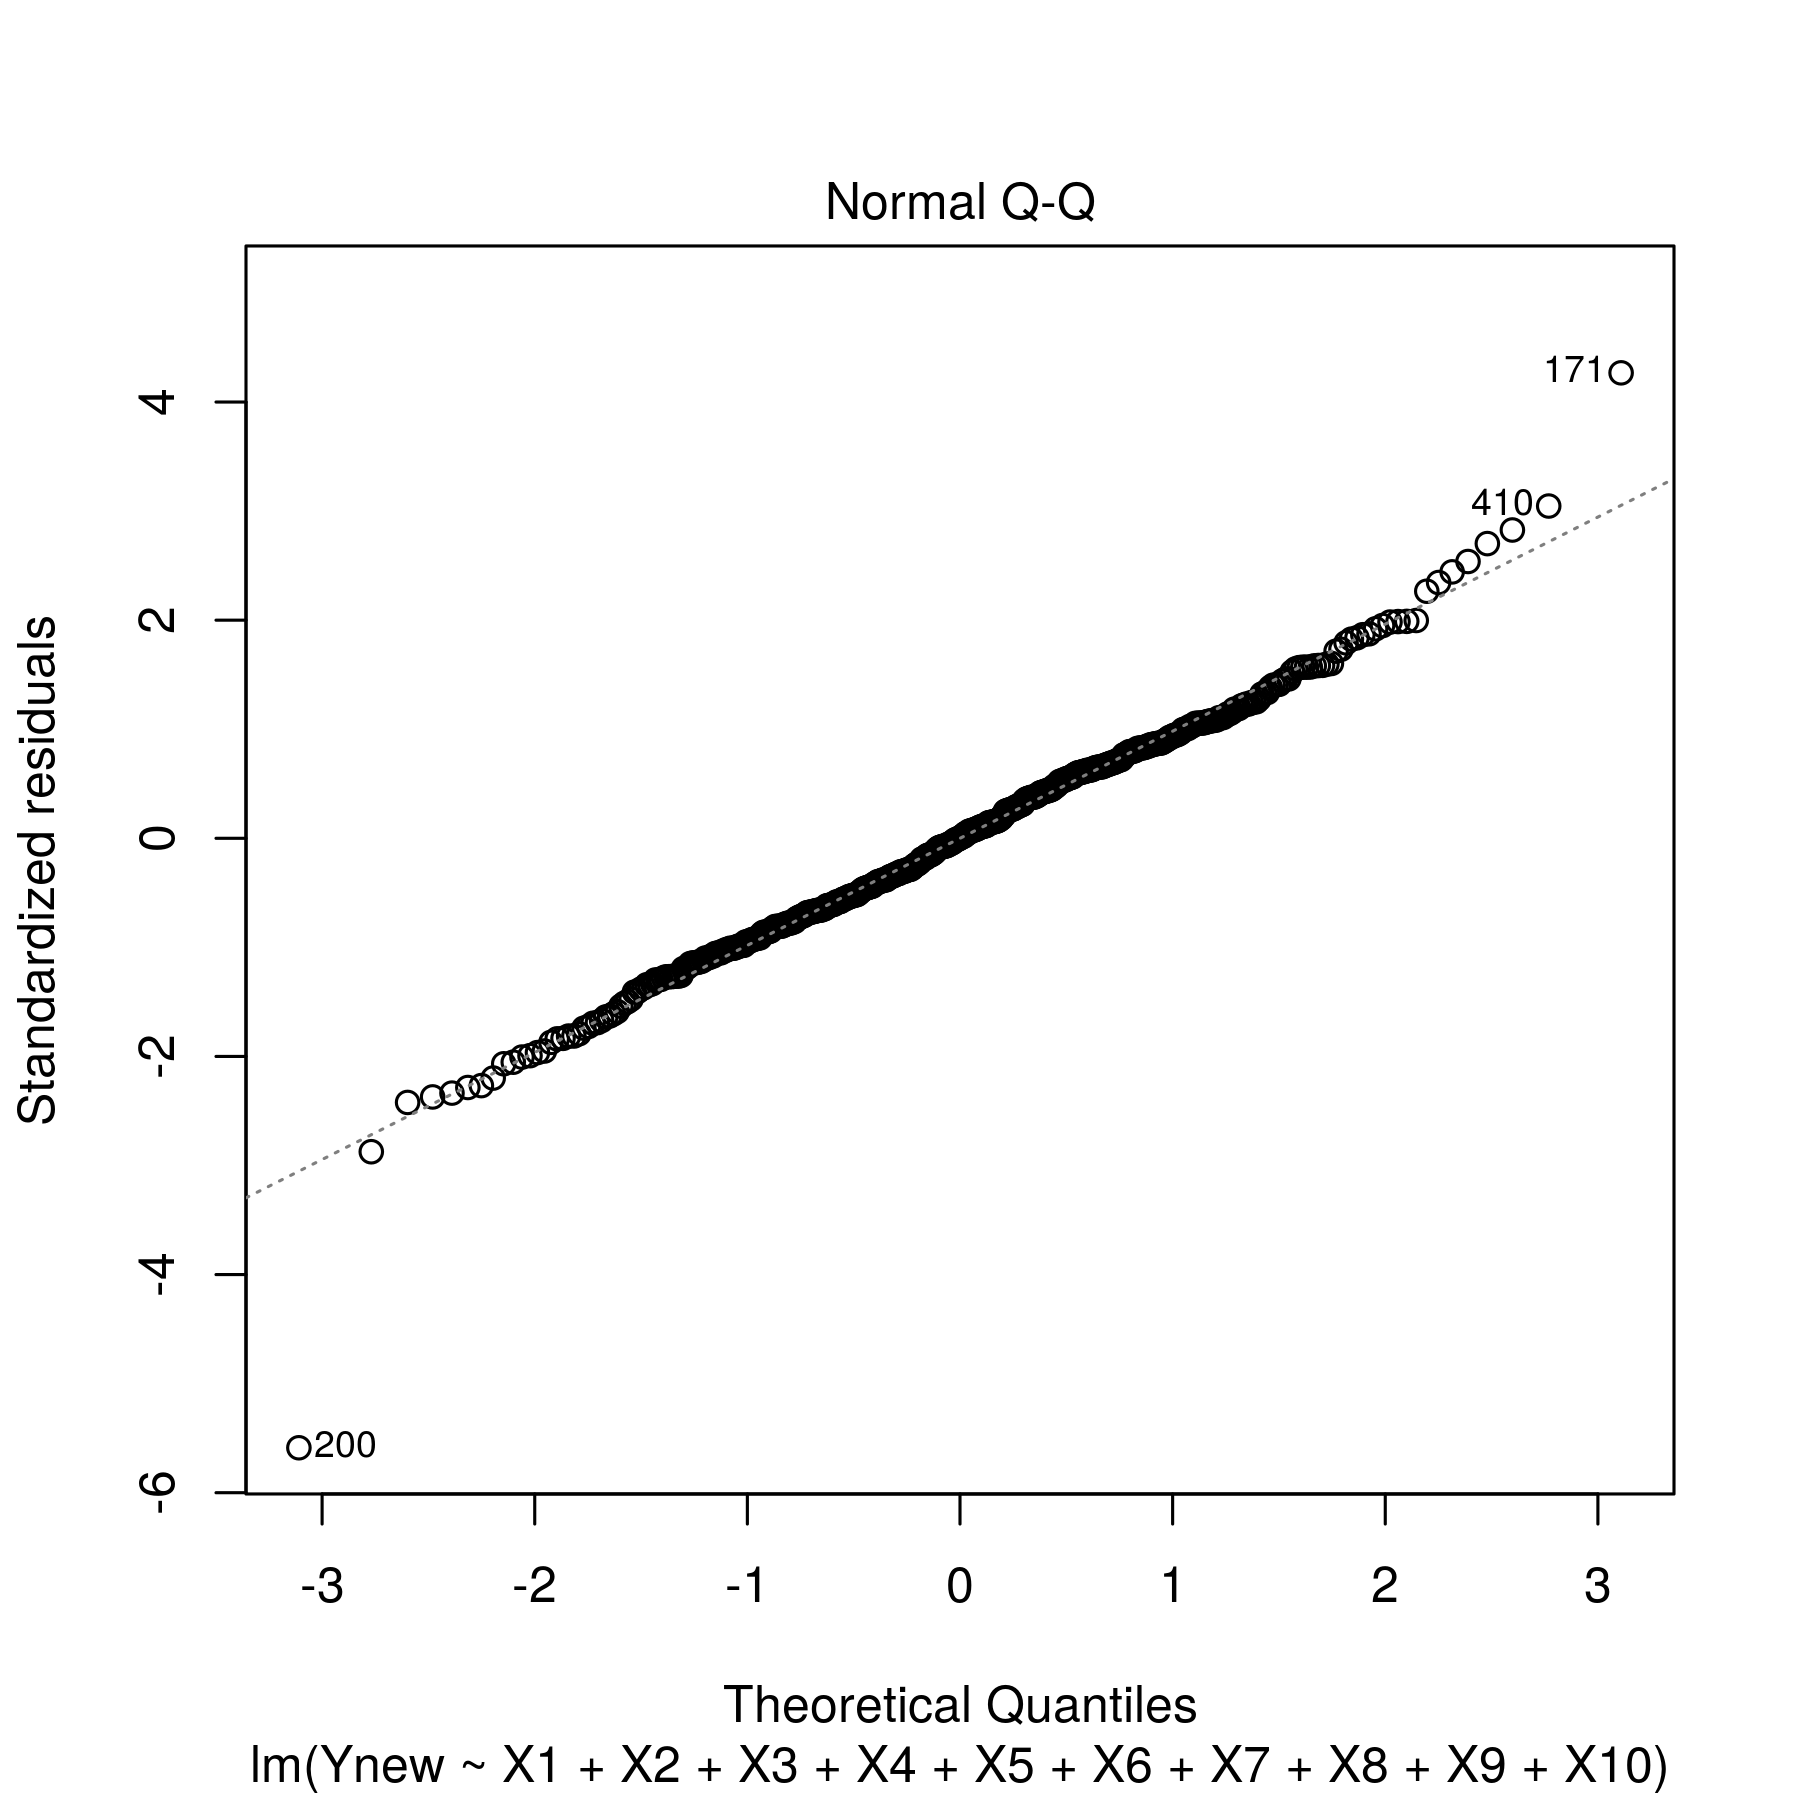 Normal Q-Q
171
410
200
4
2
0
-2
-4
-6
Standardized residuals
-3 -2 -1 0 1 2 3
Theoretical Quantiles
lm(Ynew ~ X1 + X2 + X3 + X4 + X5 + X6 + X7 + X8 + X9 + X10)